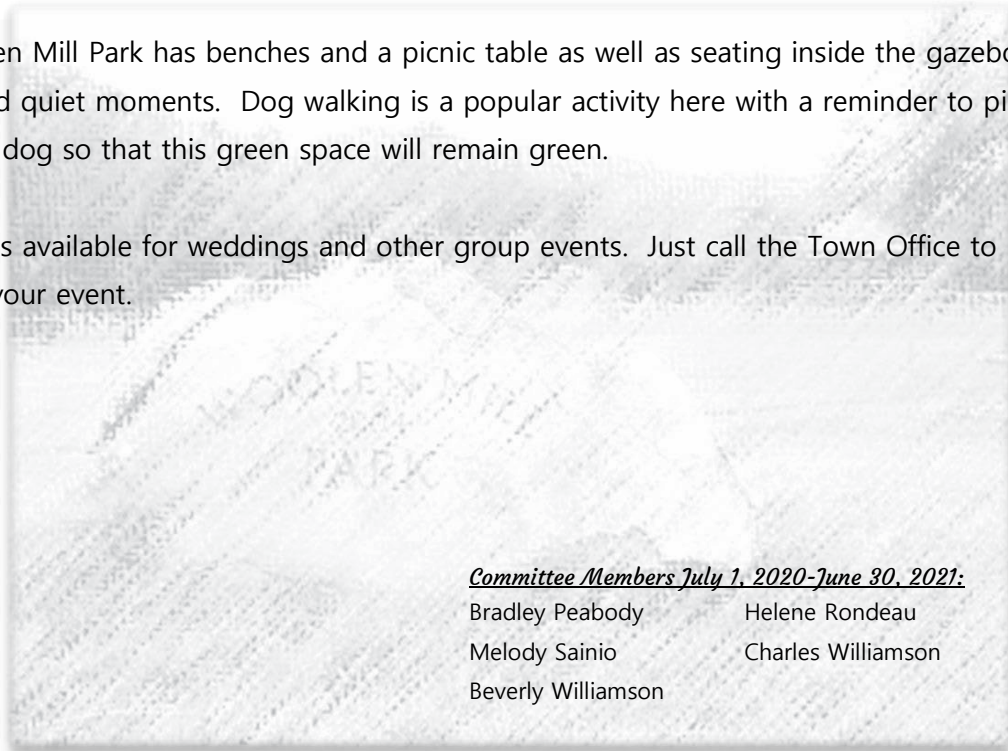 en Mill Park has benches and a picnic table as well as seating inside the gazebo
d quiet moments.  Dog walking is a popular activity here with a reminder to pi
dog so that this green space will remain green.
s available for weddings and other group events.  Just call the Town Office to
your event.
WOOLEN MILL
PARK
Committee Members July 1, 2020-June 30, 2021:
Bradley Peabody Helene Rondeau
Melody Sainio Charles Williamson
Beverly Williamson